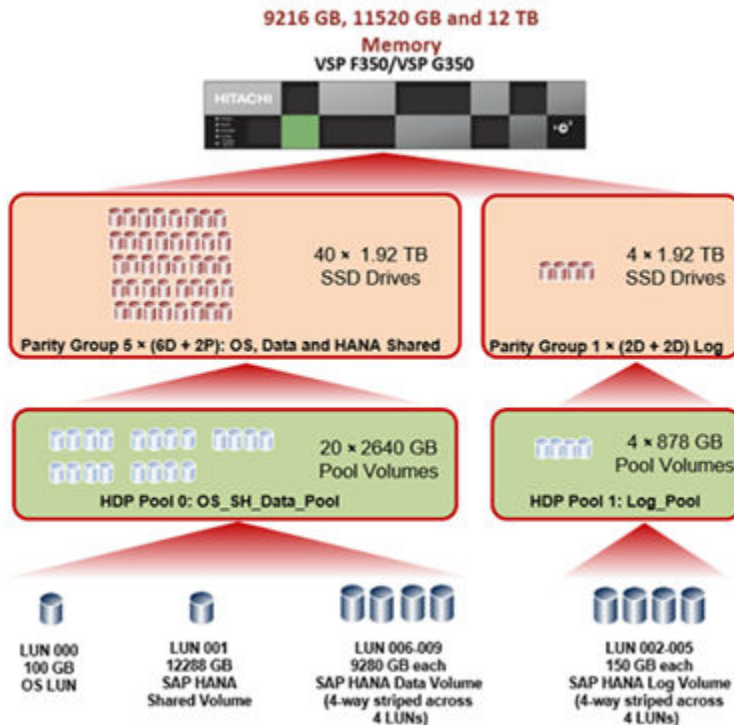 9216 GB, 11520 GB and 12 TB
Memory
VSP F350/VSP G350
HITACHI
40 × 1.92 TB
SSD Drives
Parity Group 5 × (6D + 2P): OS, Data and HANA Shared
4 × 1.92 TB
SSD Drives
Parity Group 1 × (2D + 2D) Log
20 × 2640 GB
Pool Volumes
HDP Pool 0: OS_SH_Data_Pool
4 × 878 GB
Pool Volumes
HDP Pool 1: Log_Pool
LUN 000
100 GB
OS LUN
LUN 001
12288 GB
SAP HANA
Shared Volume
LUN 006-009
9280 GB each
SAP HANA Data Volume
(4-way striped across
4 LUNs)
LUN 002-005
150 GB each
SAP HANA Log Volume
(4-way striped across
4 LUNs)